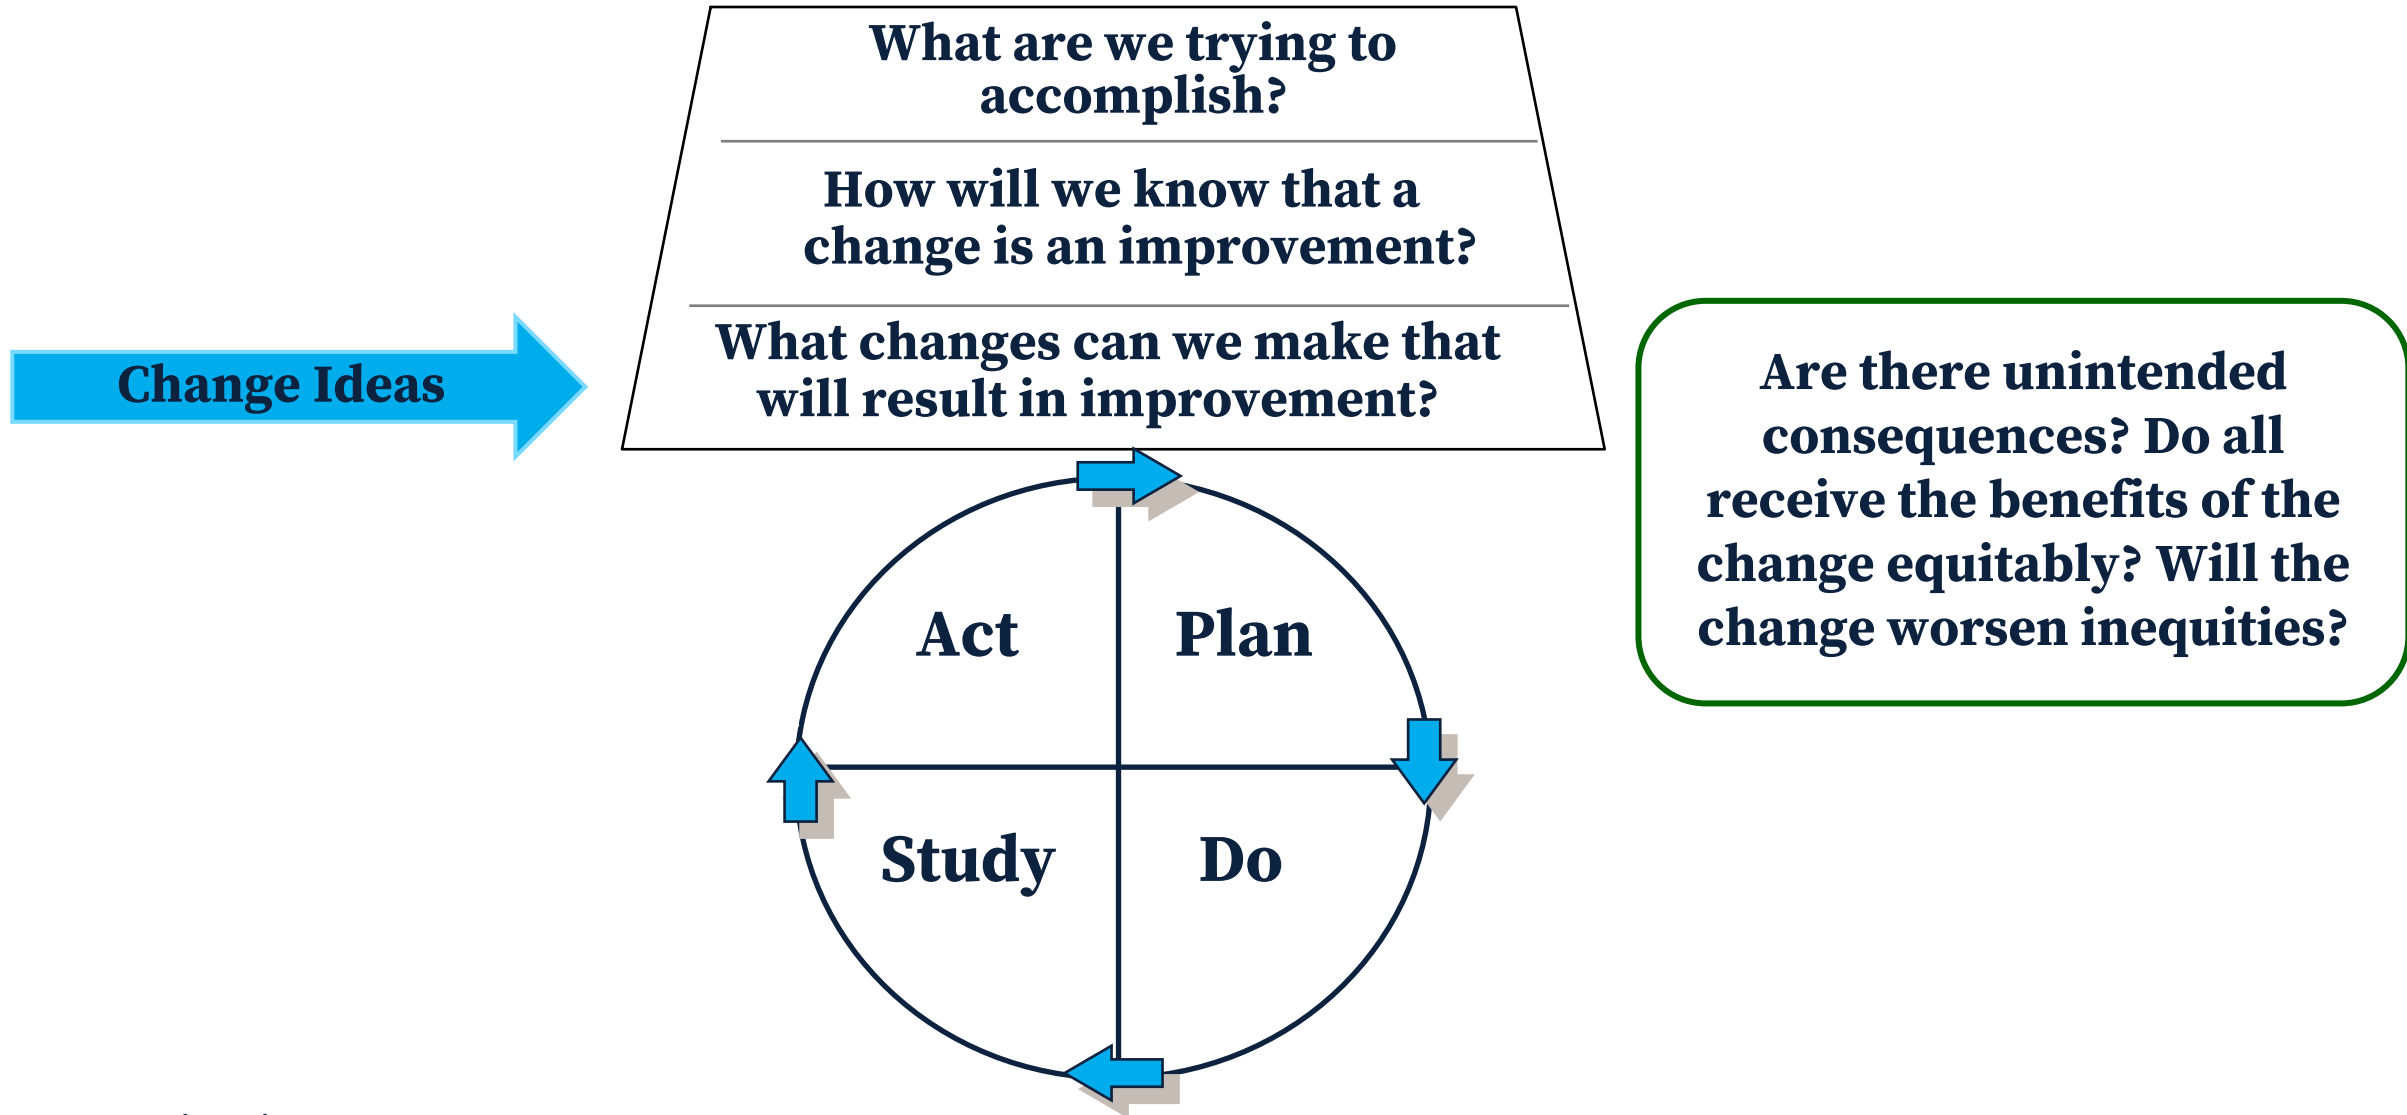 What are we trying to
accomplish?
How will we know that a
change is an improvement?
What changes can we make that
will result in improvement?
Change Ideas
Are there unintended
consequences? Do all
receive the benefits of the
change equitably? Will the
change worsen inequities?
Act
Plan
Study
Do